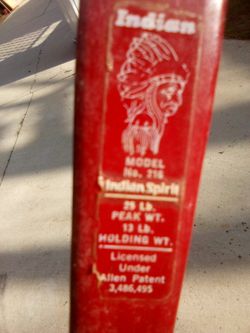 Indian
MODEL
No. 216
Indian Spirit
25 Lb.
PEAK WT.
13 Lb.
HOLDING WT.
Licensed
Under
Allen Patent
3,486,495